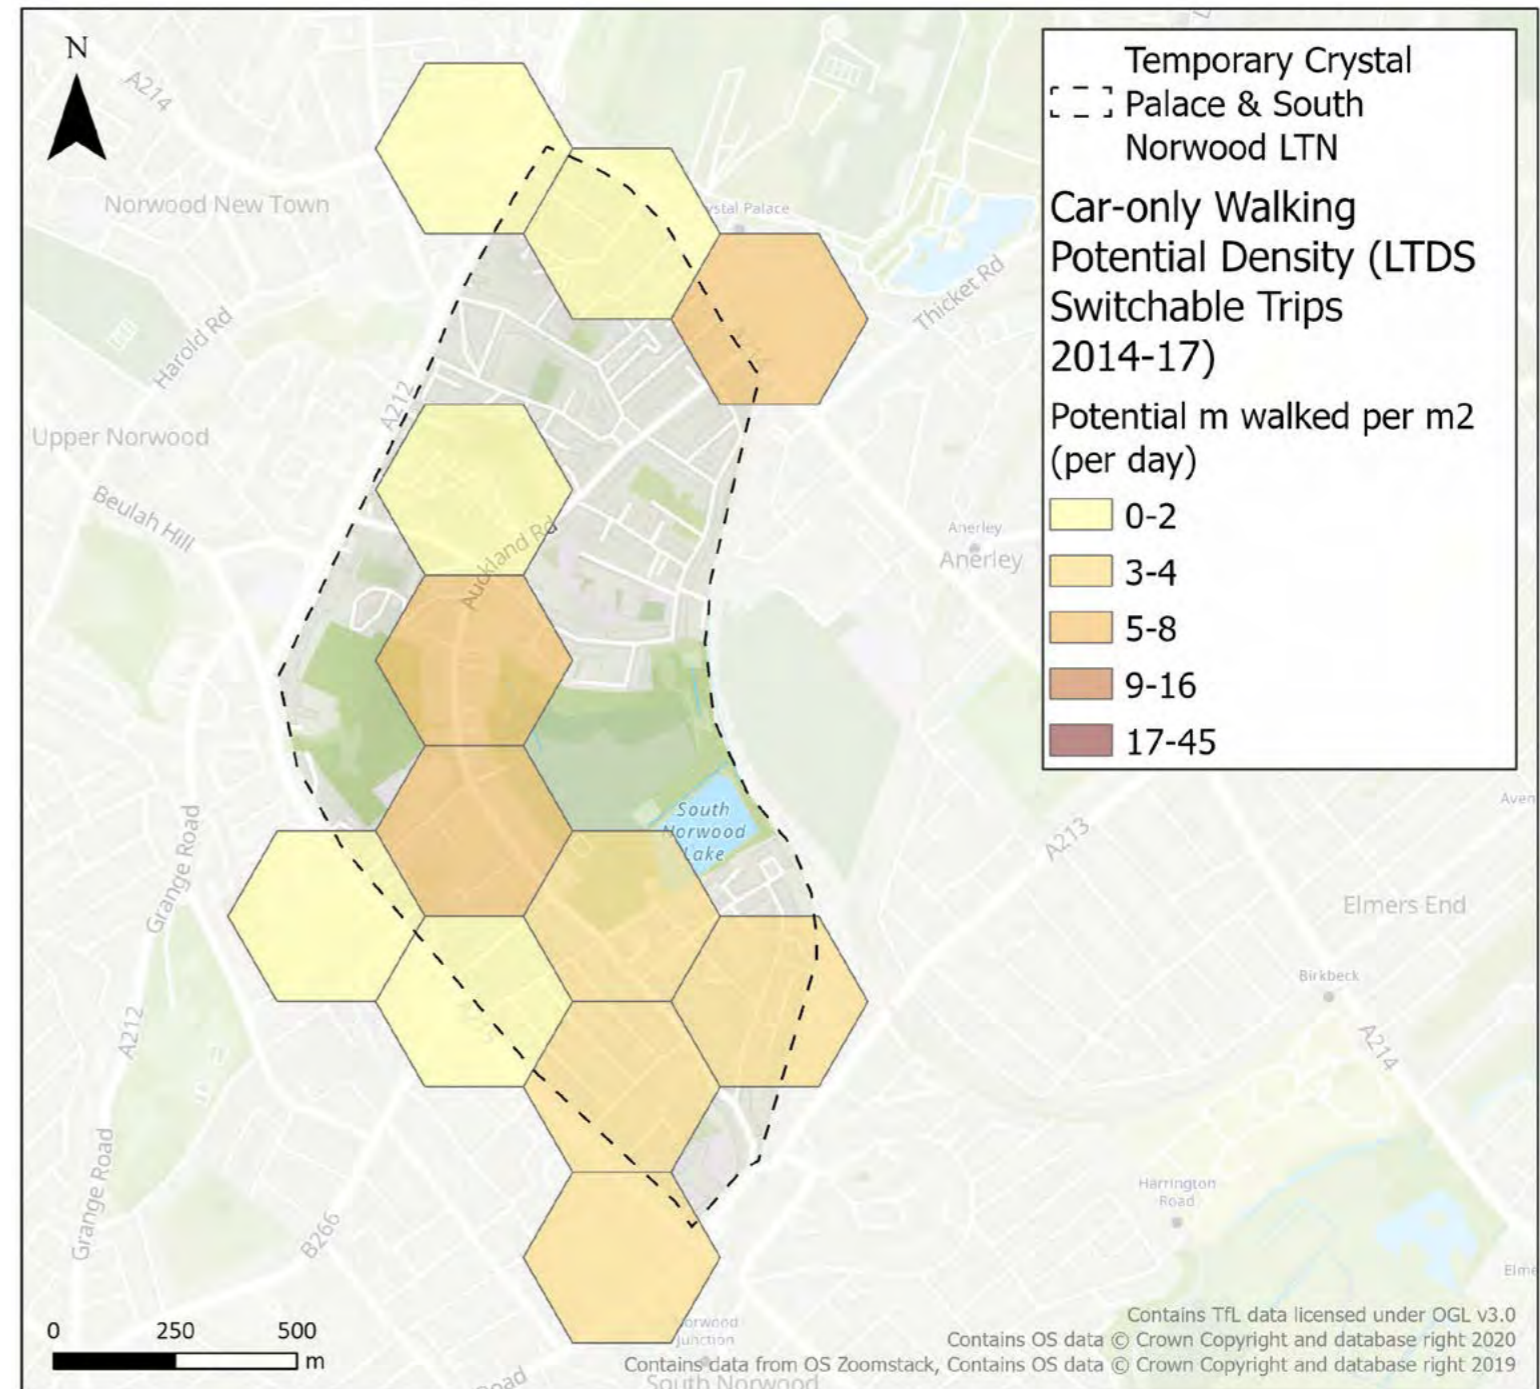 N
A214
Norwood New Town
Harold Rd
A212
Upper Norwood
Beulah Hill
Auckland Rd
Thicket Rd
Anerley
Anerley
South
Norwood
Lake
Grange Road
A212
Grange Road
B266
A213
Elmers End
Birkbeck
A214
Harrington
Road
Junction
South Norwood
Temporary Crystal
Palace & South
Norwood LTN
Car-only Walking
Potential Density (LTDS
Switchable Trips
2014-17)
Potential m walked per m2
(per day)
0-2
3-4
5-8
9-16
17-45
0 250 500
m
Contains TfL data licensed under OGL v3.0
Contains OS data © Crown Copyright and database right 2020
Contains data from OS Zoomstack, Contains OS data © Crown Copyright and database right 2019